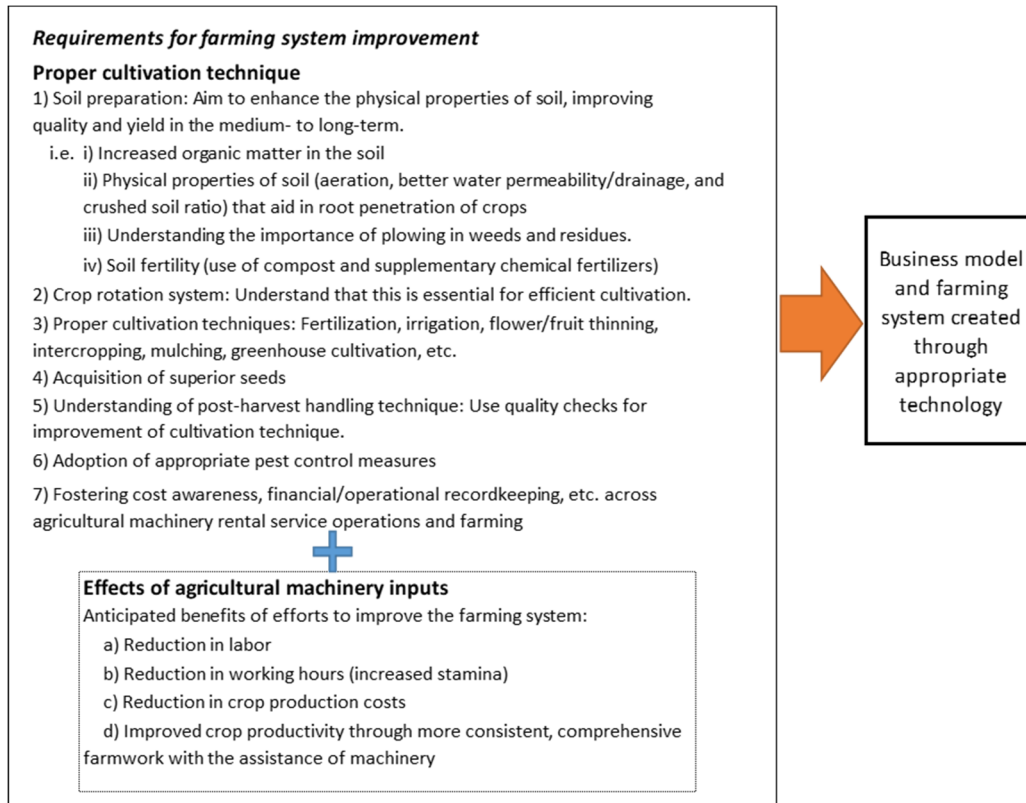 Requirements for farming system improvement
Proper cultivation technique
1) Soil preparation: Aim to enhance the physical properties of soil, improving
quality and yield in the medium- to long-term.
i.e. i) Increased organic matter in the soil
ii) Physical properties of soil (aeration, better water permeability/drainage, and
crushed soil ratio) that aid in root penetration of crops
iii) Understanding the importance of plowing in weeds and residues.
iv) Soil fertility (use of compost and supplementary chemical fertilizers)
2) Crop rotation system: Understand that this is essential for efficient cultivation.
3) Proper cultivation techniques: Fertilization, irrigation, flower/fruit thinning,
intercropping, mulching, greenhouse cultivation, etc.
4) Acquisition of superior seeds
5) Understanding of post-harvest handling technique: Use quality checks for
improvement of cultivation technique.
6) Adoption of appropriate pest control measures
7) Fostering cost awareness, financial/operational recordkeeping, etc. across
agricultural machinery rental service operations and farming
Effects of agricultural machinery inputs
Anticipated benefits of efforts to improve the farming system:
a) Reduction in labor
b) Reduction in working hours (increased stamina)
c) Reduction in crop production costs
d) Improved crop productivity through more consistent, comprehensive
farmwork with the assistance of machinery
Business model
and farming
system created
through
appropriate
technology